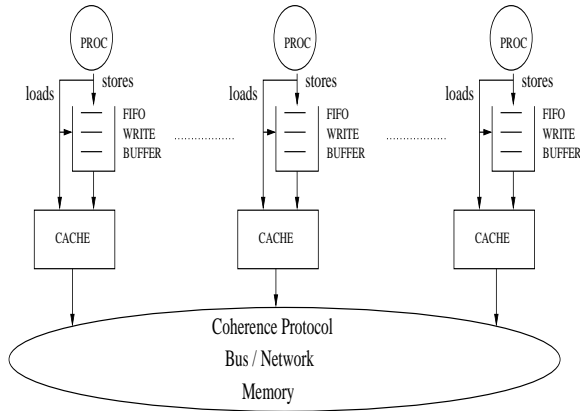 PROC PROC PROC
stores stores stores
loads loads loads
FIFO FIFO FIFO
WRITE WRITE WRITE
BUFFER BUFFER BUFFER
CACHE CACHE CACHE
Coherence Protocol
Bus / Network
Memory